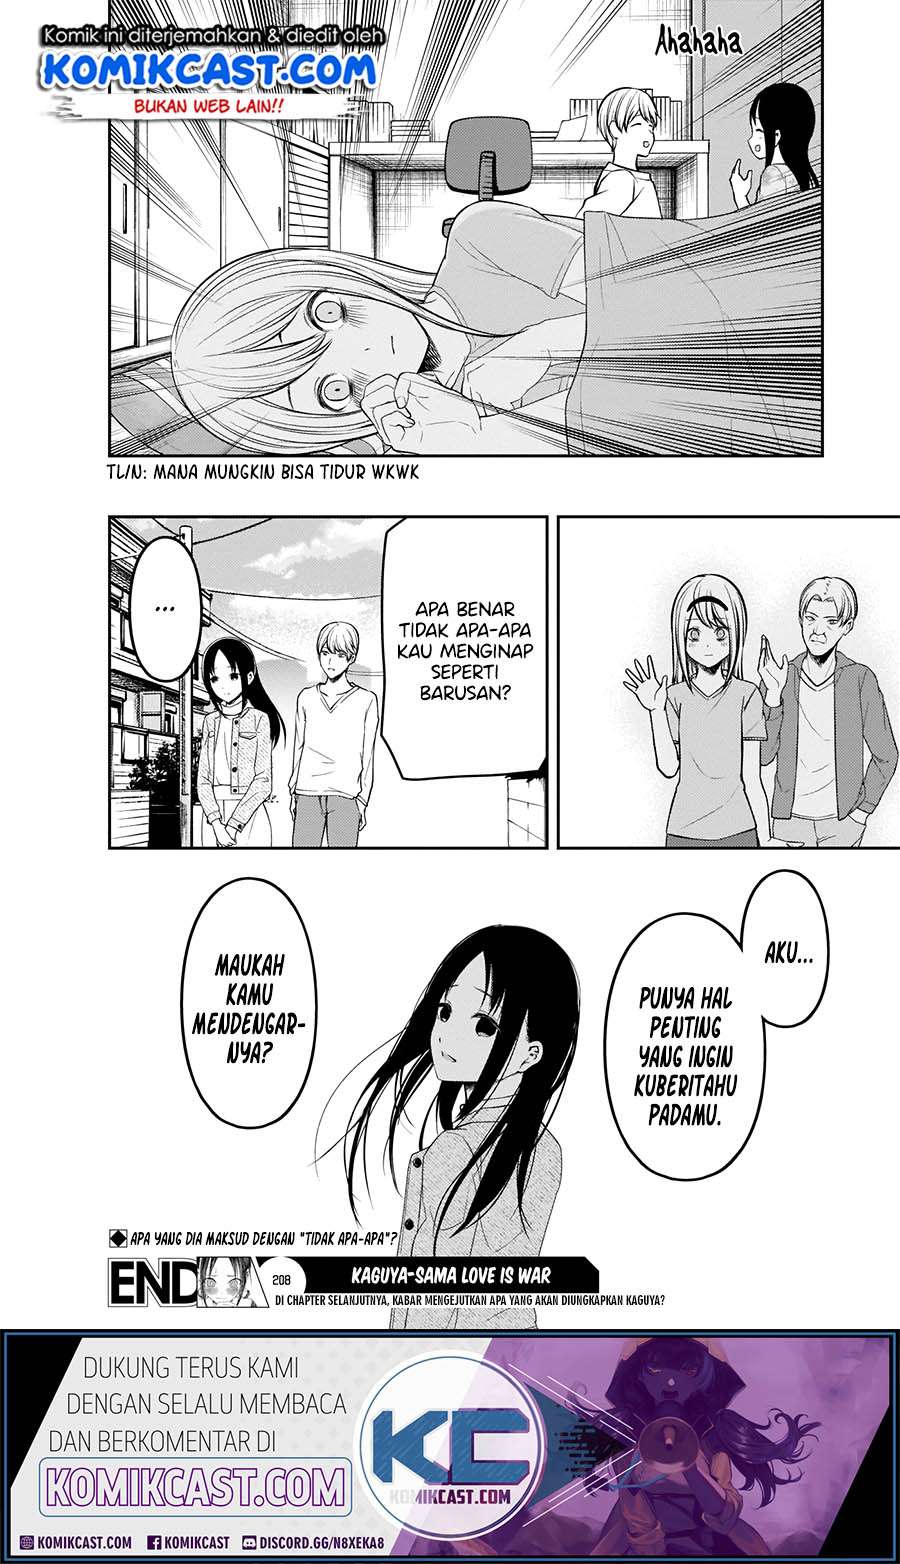 Komik ini diterjemahkan & diedit oleh
KOMIKCAST.COM
BUKAN WEB LAIN!!
Ahahaha
TL/N: MANA MUNGKIN BISA TIDUR WKWK
APA BENAR
TIDAK APA-APA
KAU MENGINAP
SEPERTI
BARUSAN?
...
AKU...
PUNYA HAL
PENTING
YANG INGIN
KUBERITAHU
PADAMU.
MAUKAH
KAMU
MENDENGAR-
NYA?
APA YANG DIA MAKSUD DENGAN "TIDAK APA-APA"?
END 208 KAGUYA-SAMA LOVE IS WAR
DI CHAPTER SELANJUTNYA, KABAR MENGEJUTKAN APA YANG AKAN DIUNGKAPKAN KAGUYA?
DUKUNG TERUS KAMI
DENGAN SELALU MEMBACA
DAN BERKOMENTAR DI
KOMIKCAST.COM
KOMIKCAST.COM KOMIKCAST DISCORD.GG/N8XEKA8
KC
KOMIKCAST.COM